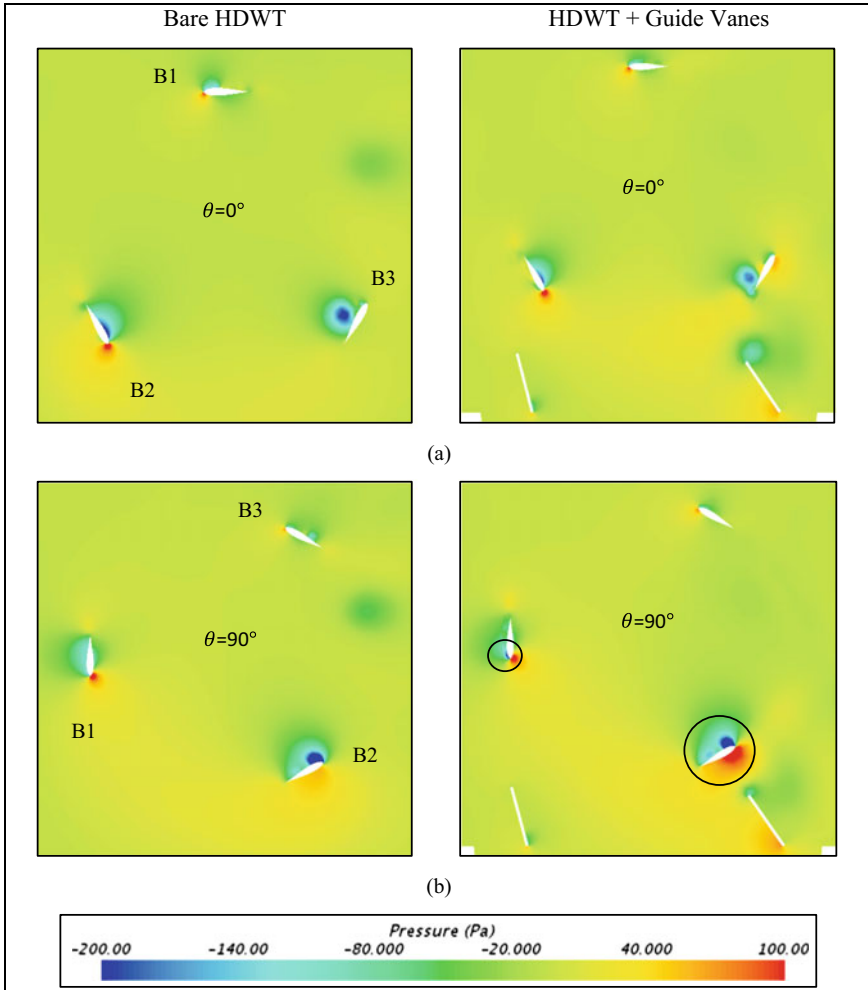 Bare HDWT
HDWT + Guide Vanes
B1
θ=0°
B3
B2
θ=0°
(a)
B3
θ=90°
B1
B2
θ=90°
(b)
Pressure (Pa)
-200.00 -140.00 -80.000 -20.000 40.000 100.00